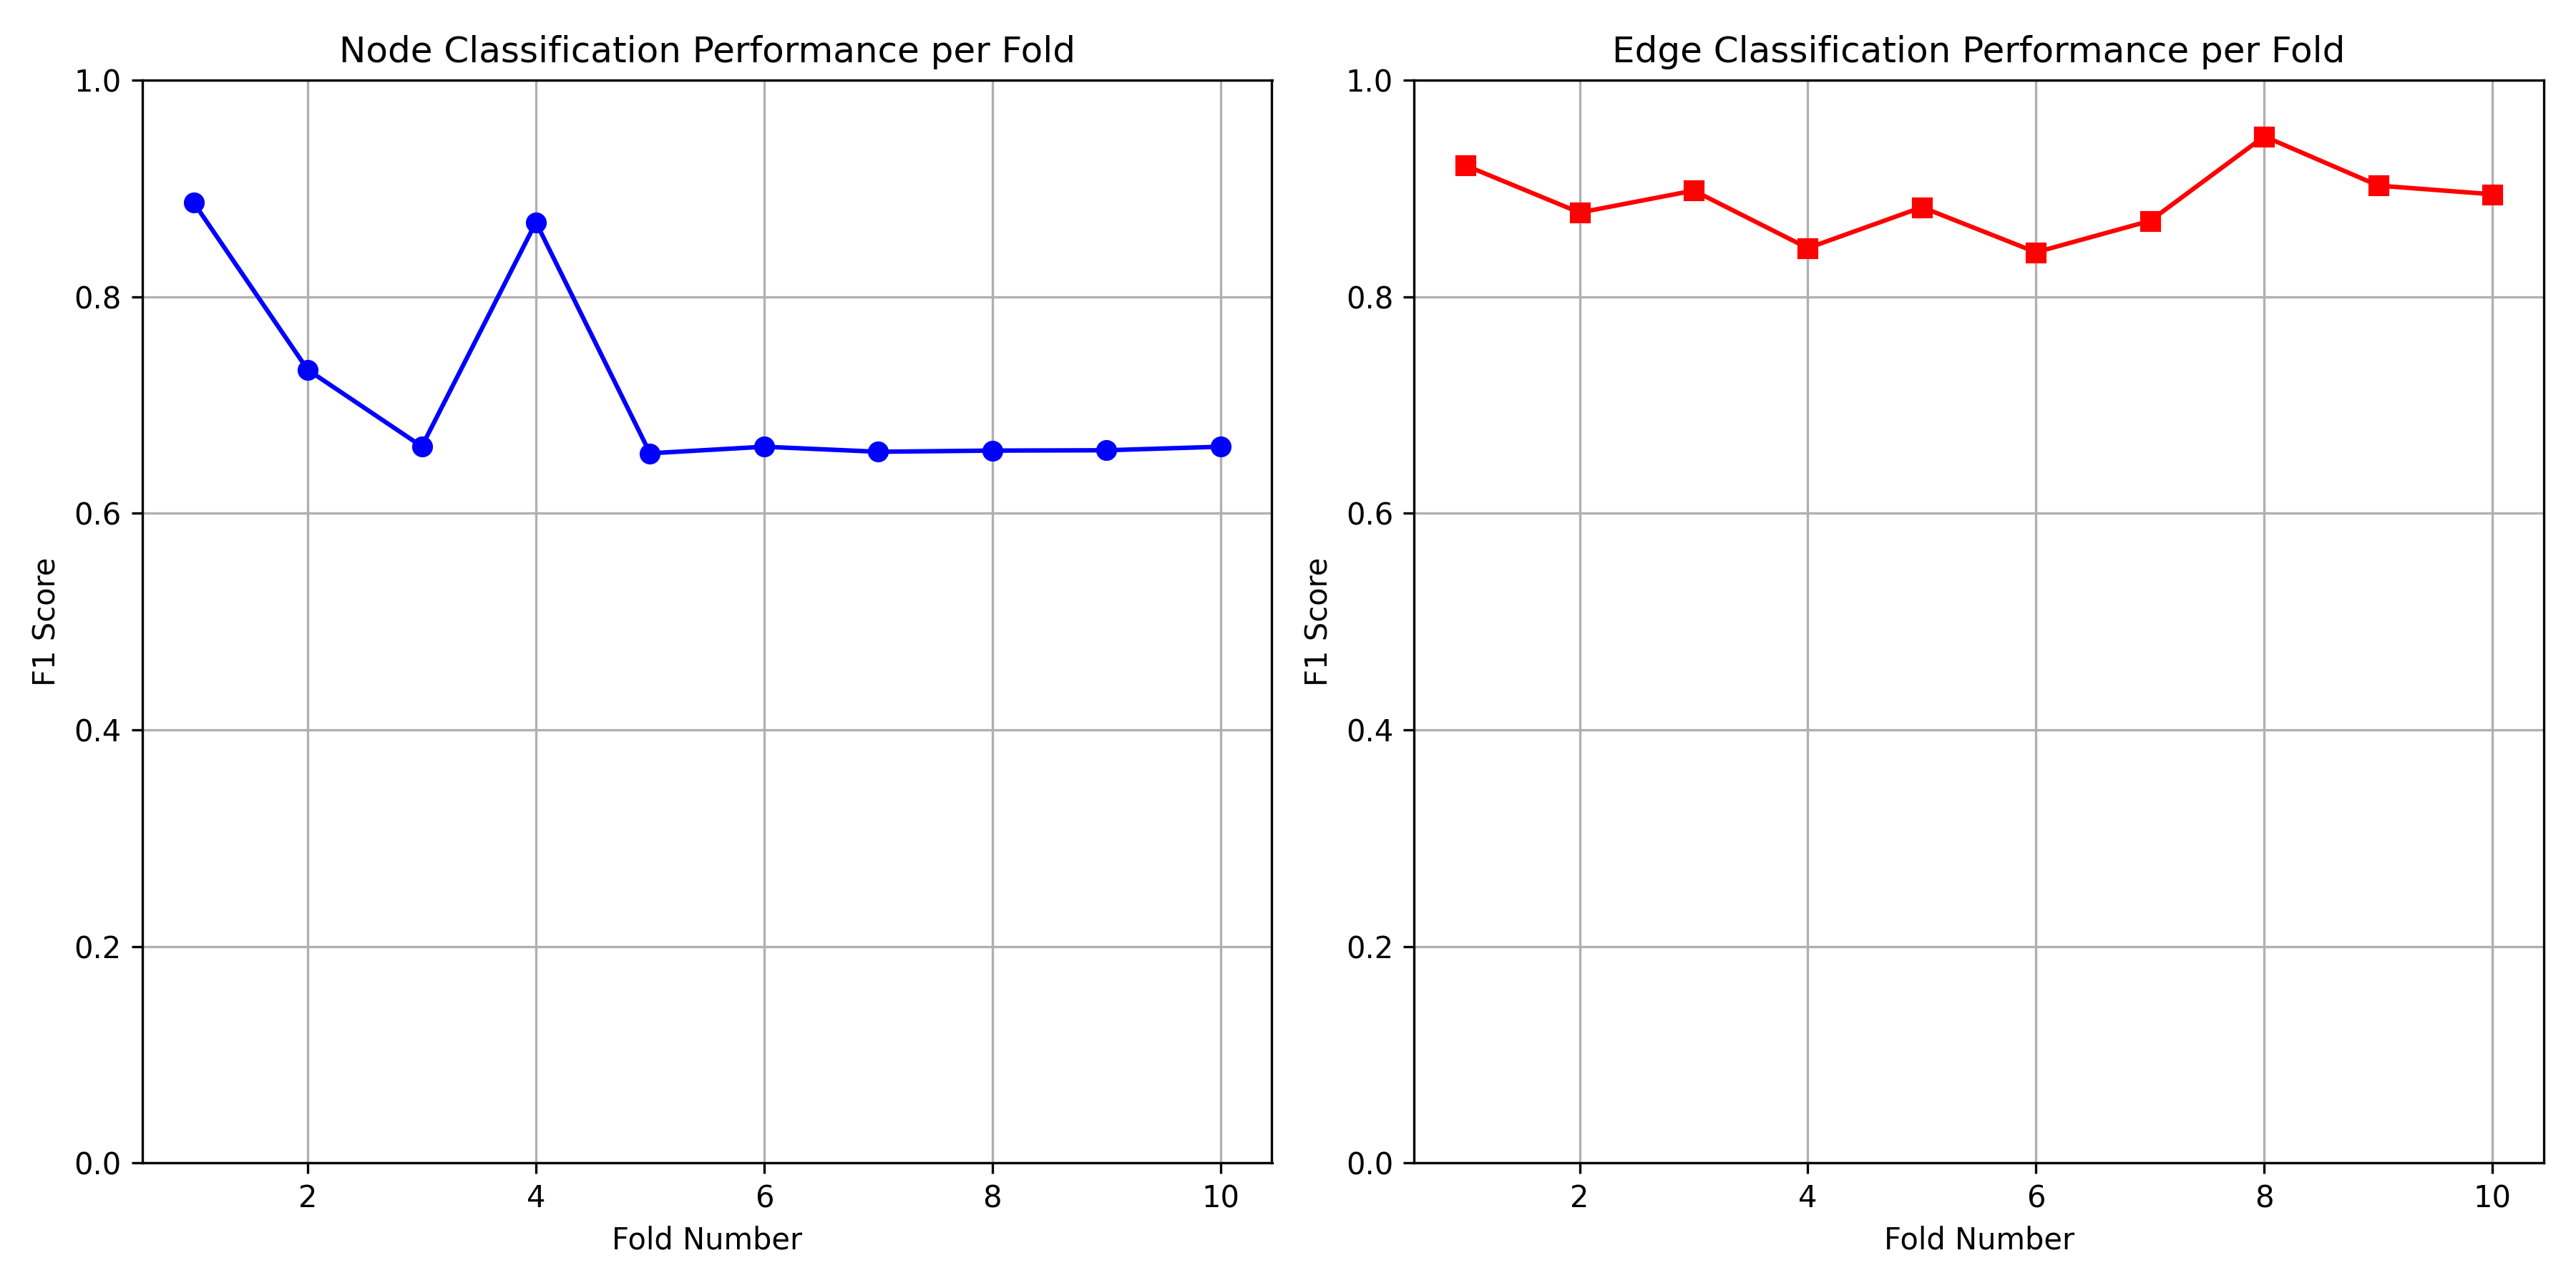 Node Classification Performance per Fold
1.0
0.8
0.6
0.4
0.2
0.0
F1 Score
2 4 6 8 10
Fold Number
Edge Classification Performance per Fold
1.0
0.8
0.6
0.4
0.2
0.0
F1 Score
2 4 6 8 10
Fold Number